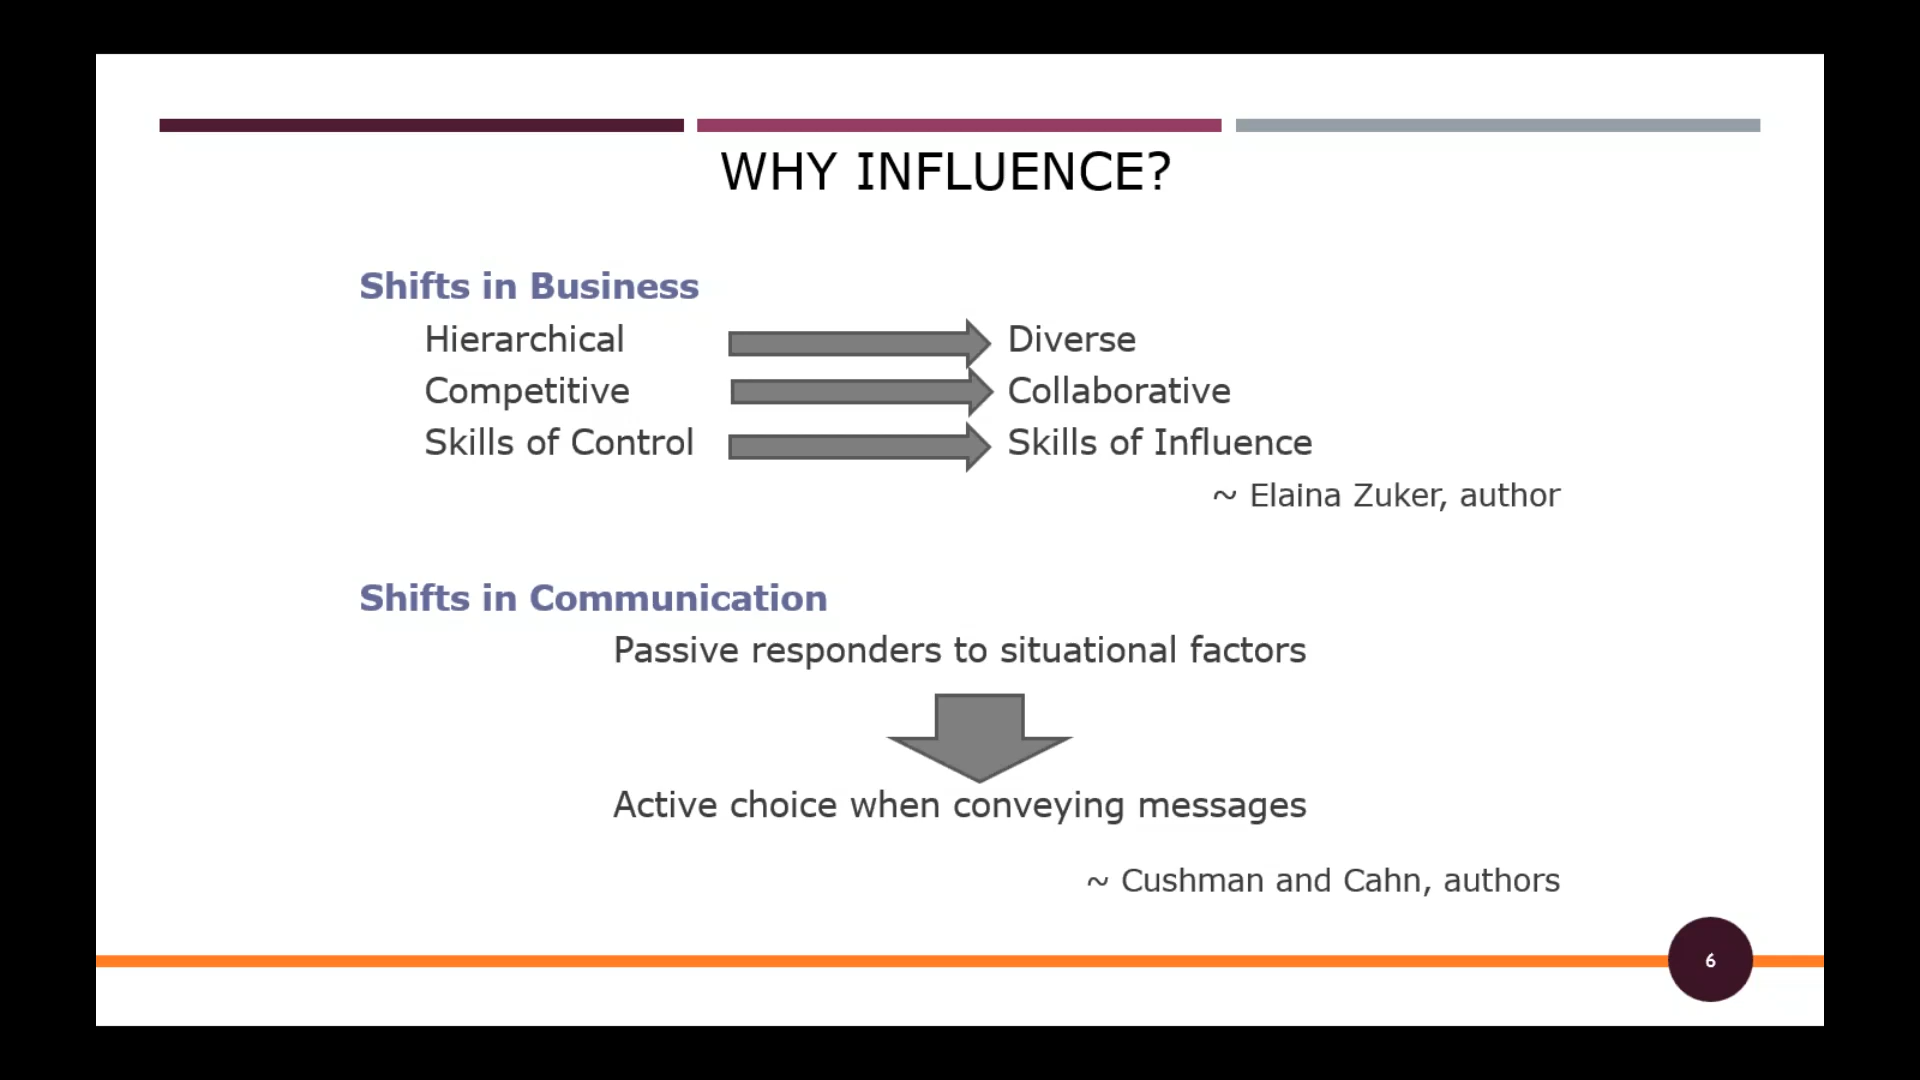 WHY INFLUENCE?
Shifts in Business
Hierarchical Diverse
Competitive Collaborative
Skills of Control Skills of Influence
~ Elaina Zuker, author
Shifts in Communication
Passive responders to situational factors
Active choice when conveying messages
~ Cushman and Cahn, authors
6